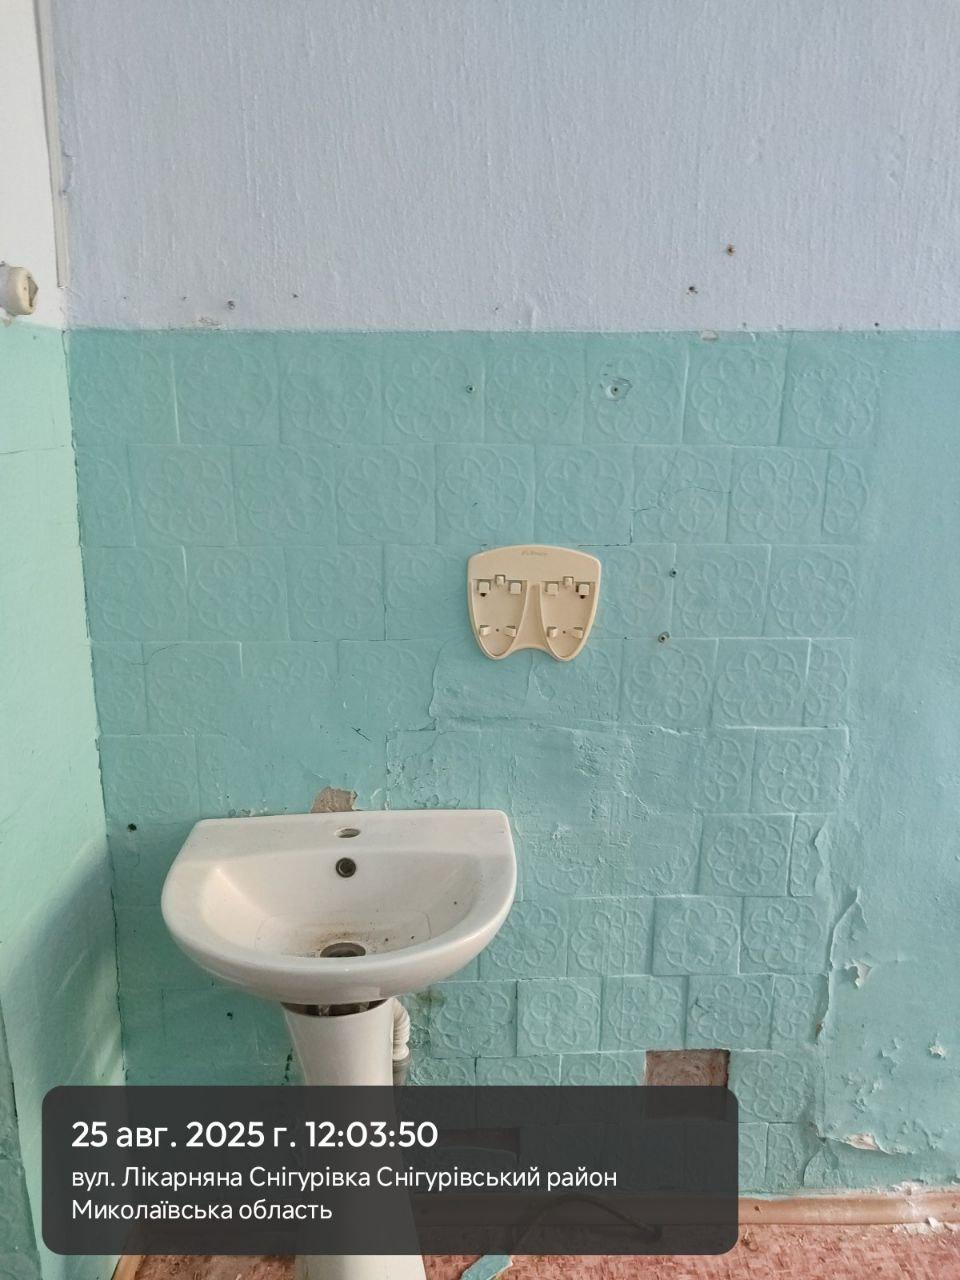 25 авг. 2025 г. 12:03:50
вул. Лікарняна Снігурівка Снігурівський район
Миколаївська область